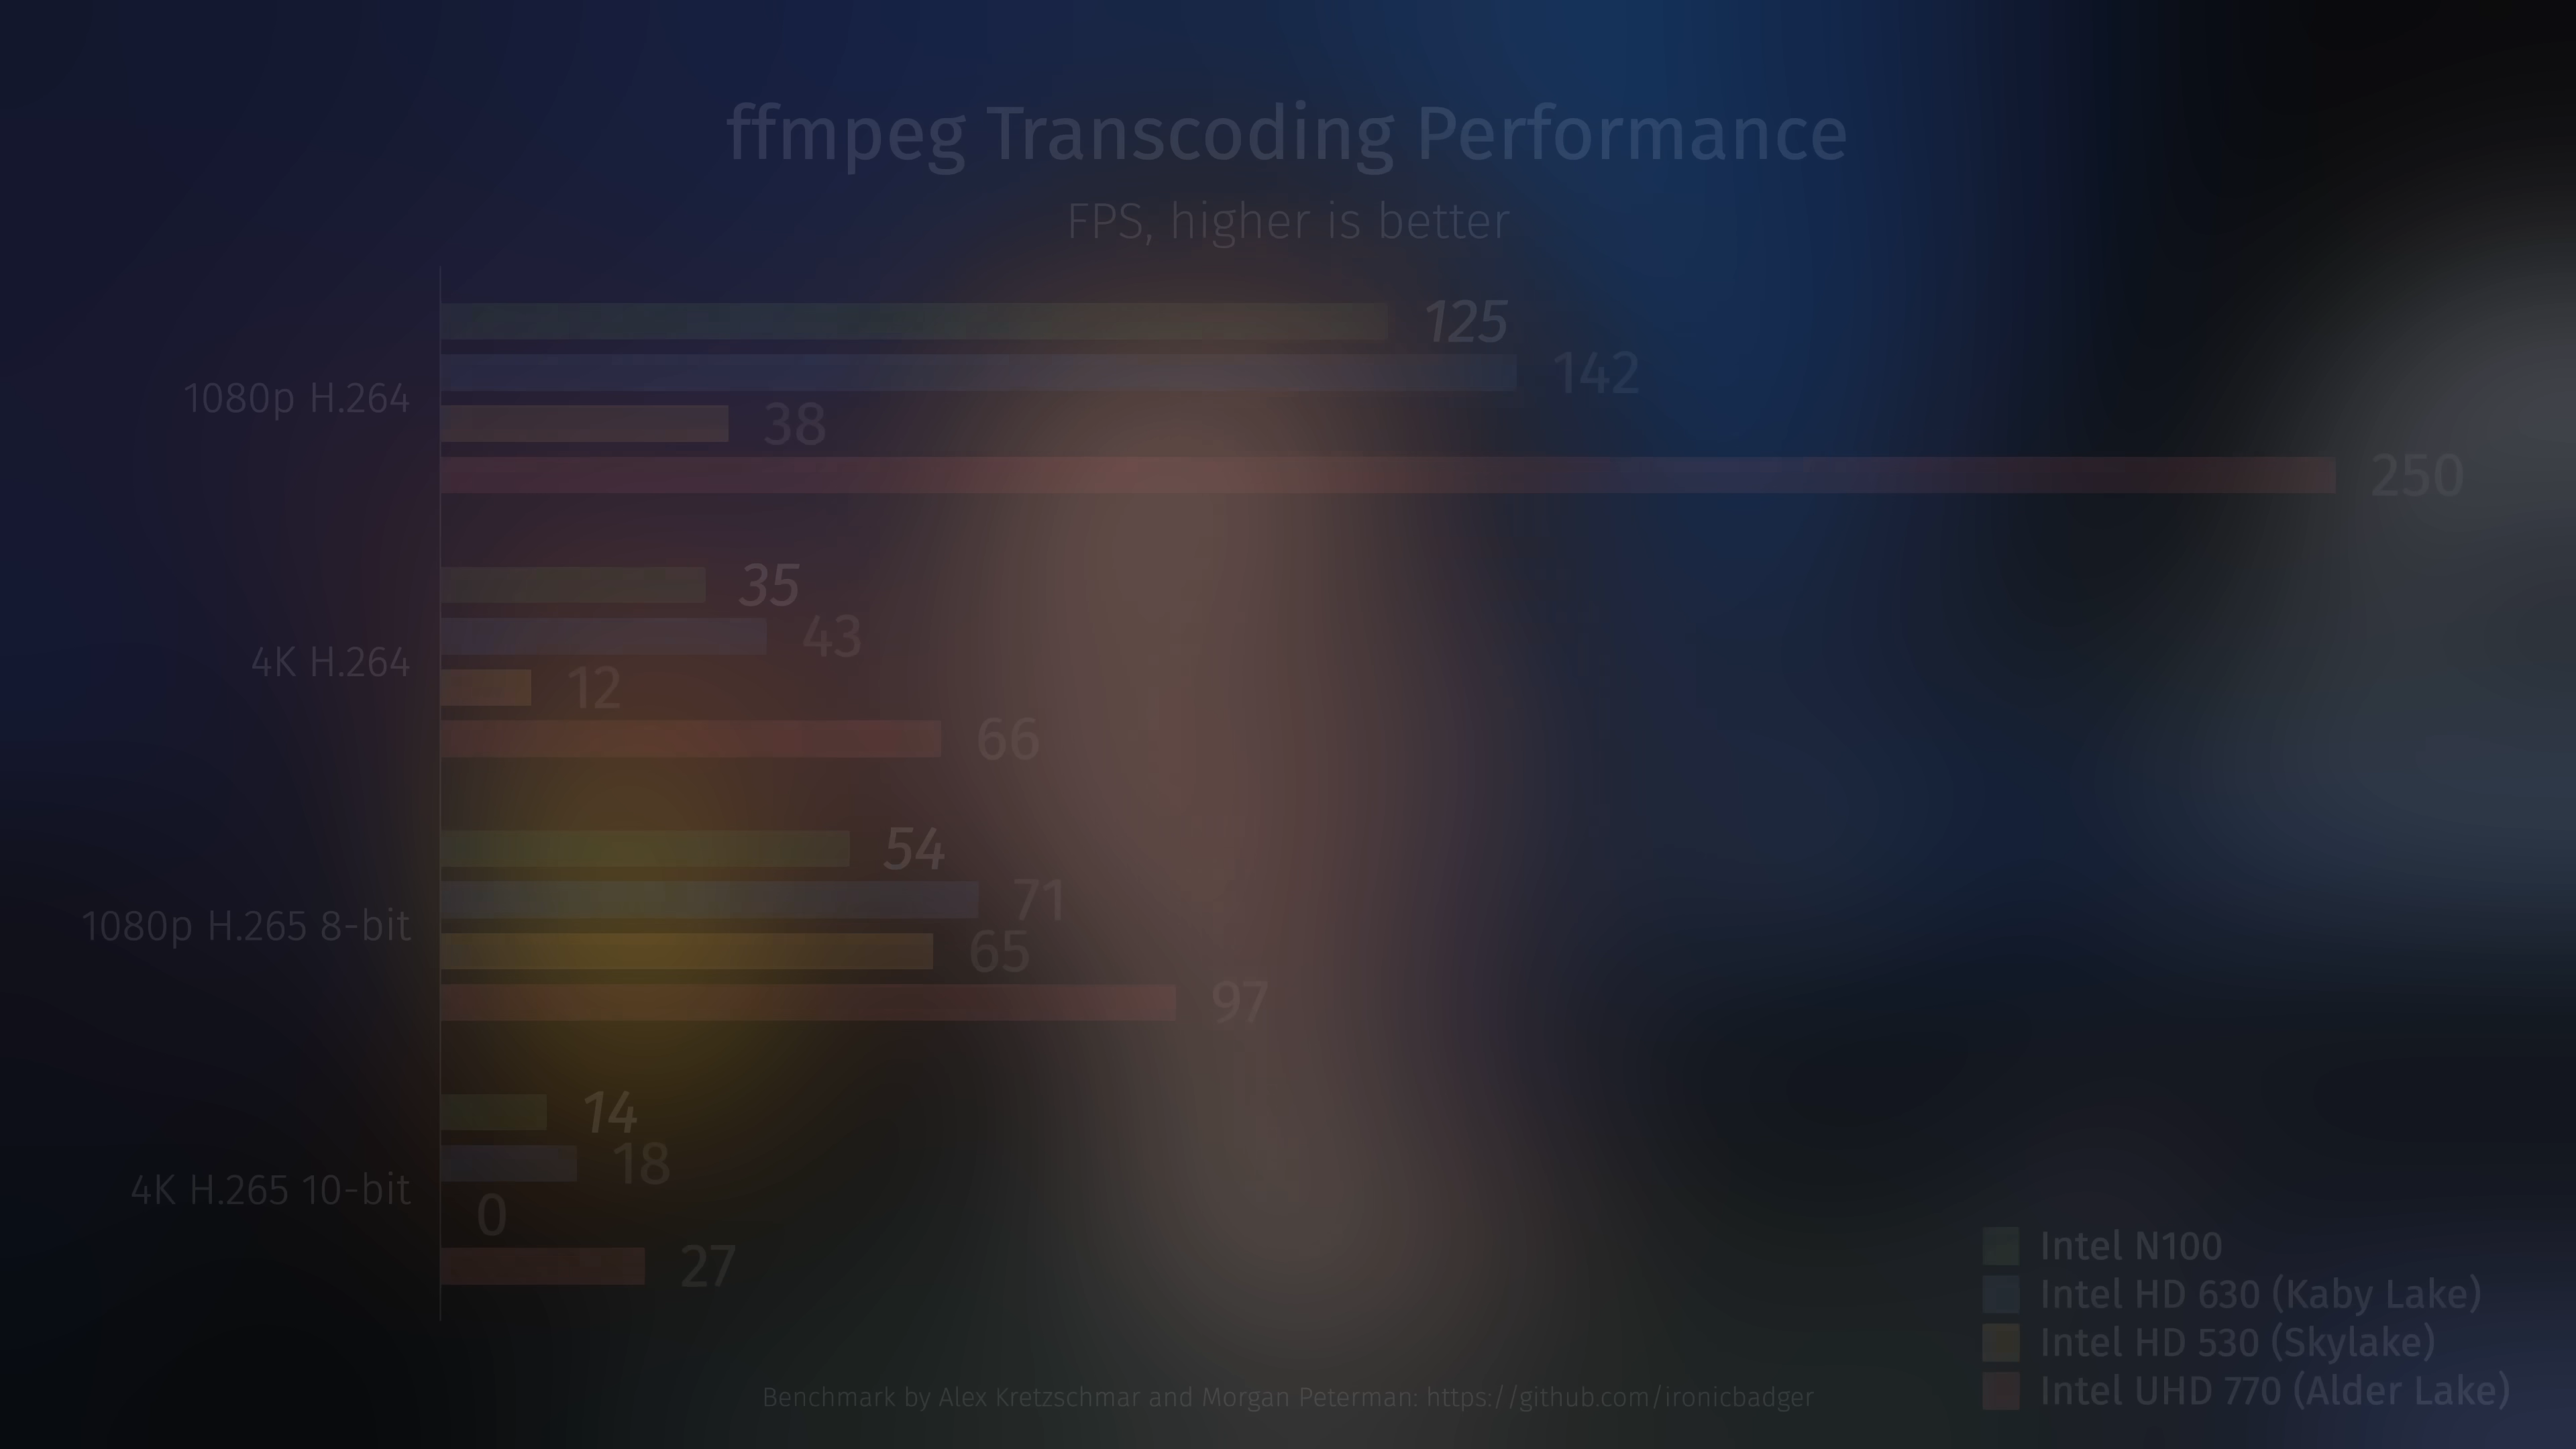 ffmpeg Transcoding Performance
FPS, higher is better
1080p H.264
125
142
38
250
4K H.264
35
43
12
66
1080p H.265 8-bit
54
71
65
97
4K H.265 10-bit
14
18
0
27
Intel N100
Intel HD 630 (Kaby Lake)
Intel HD 530 (Skylake)
Intel UHD 770 (Alder Lake)
Benchmark by Alex Kretzschmar and Morgan Peterman: https://github.com/ironicbadger